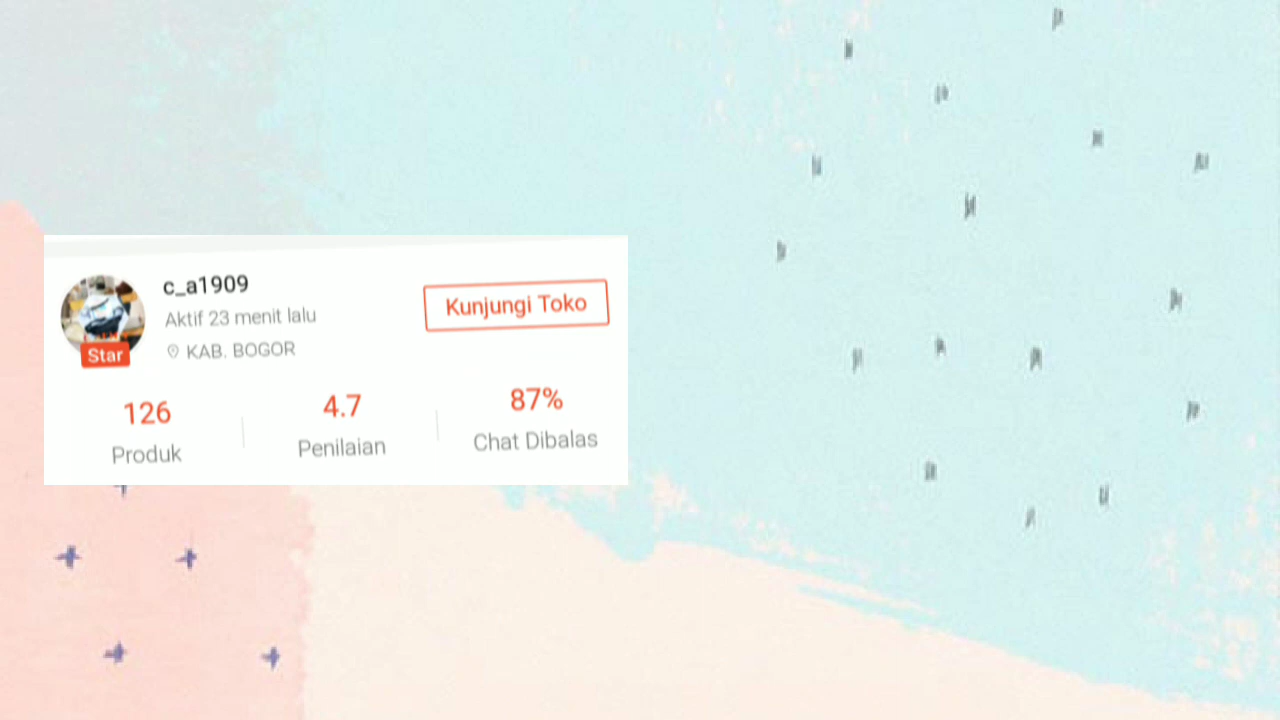 c_a1909
Aktif 23 menit lalu
KAB. BOGOR
Star
Kunjungi Toko
126
Produk
4.7
Penilaian
87%
Chat Dibalas